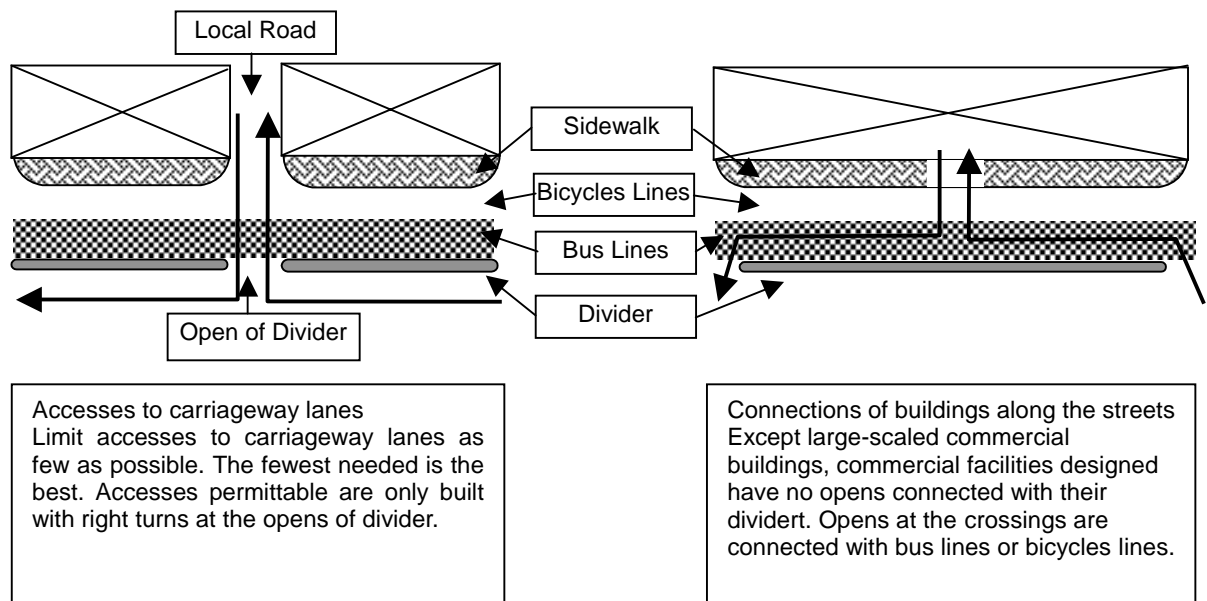 Local Road
Sidewalk
Bicycles Lines
Bus Lines
Divider
Open of Divider
Accesses to carriageway lanes
Limit accesses to carriageway lanes as
few as possible. The fewest needed is the
best. Accesses permittable are only built
with right turns at the opens of divider.
Connections of buildings along the streets
Except large-scaled commercial
buildings, commercial facilities designed
have no opens connected with their
dividert. Opens at the crossings are
connected with bus lines or bicycles lines.